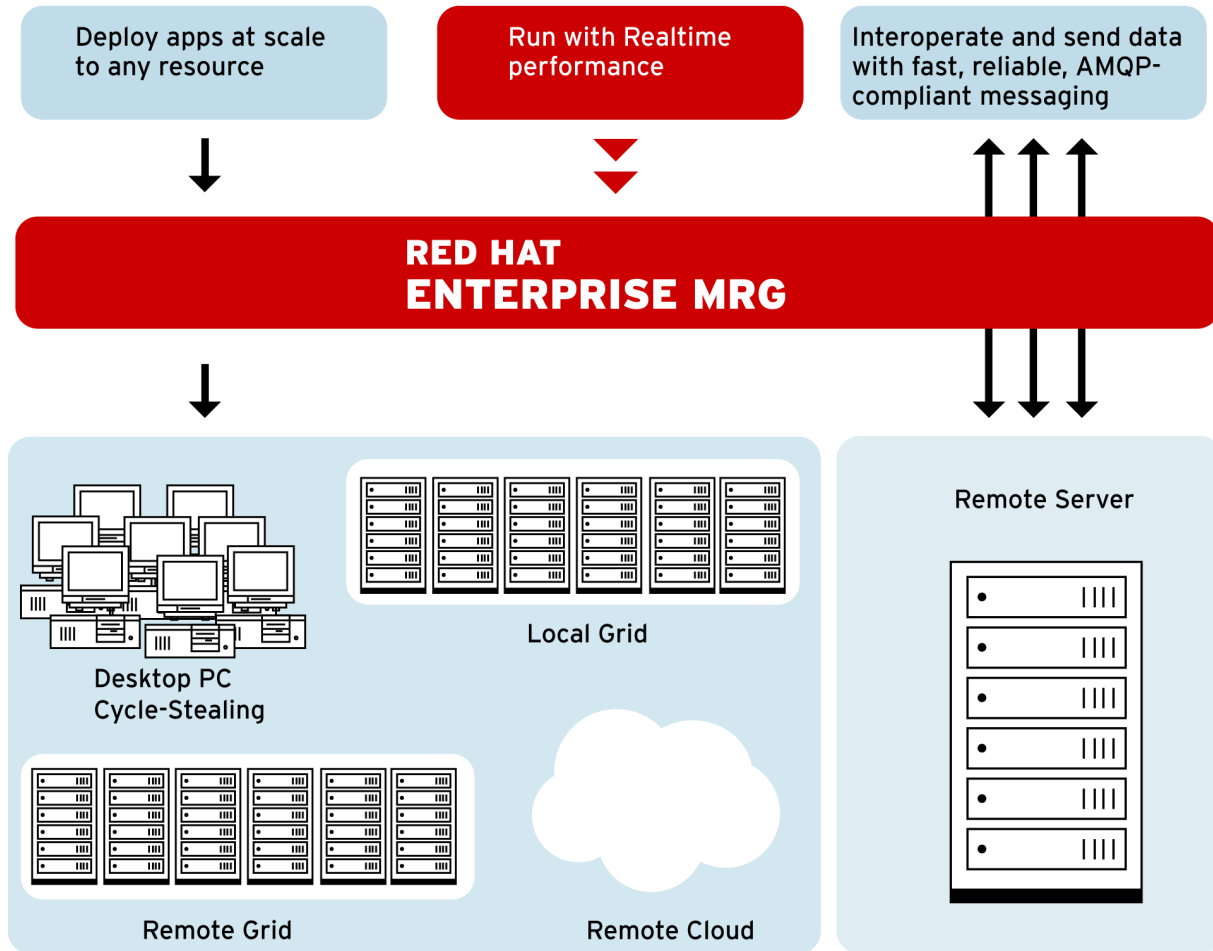 Deploy apps at scale
to any resource
Run with Realtime
performance
Interoperate and send data
with fast, reliable, AMQP-
compliant messaging
RED HAT
ENTERPRISE MRG
Desktop PC
Cycle-Stealing
Local Grid
Remote Server
Remote Grid
Remote Cloud